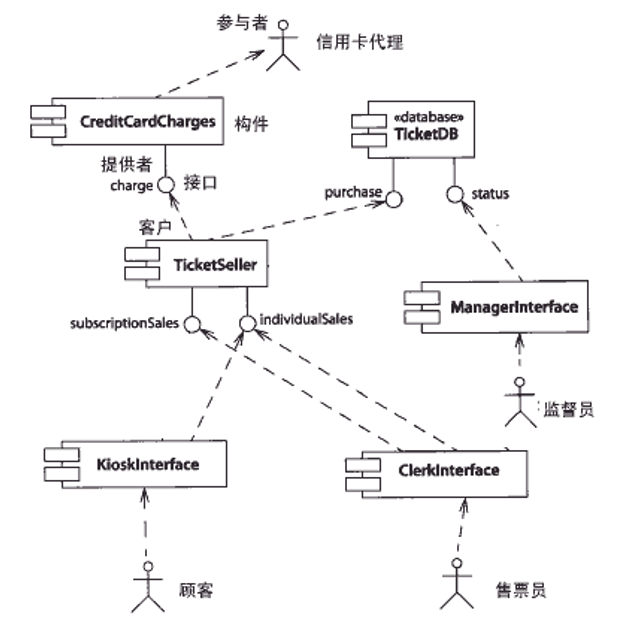 参与者
信用卡代理
CreditCardCharges
构件
«database»
TicketDB
提供者
charge
接口
purchase
status
客户
TicketSeller
subscriptionSales
individualSales
ManagerInterface
监督员
KioskInterface
ClerkInterface
顾客
售票员